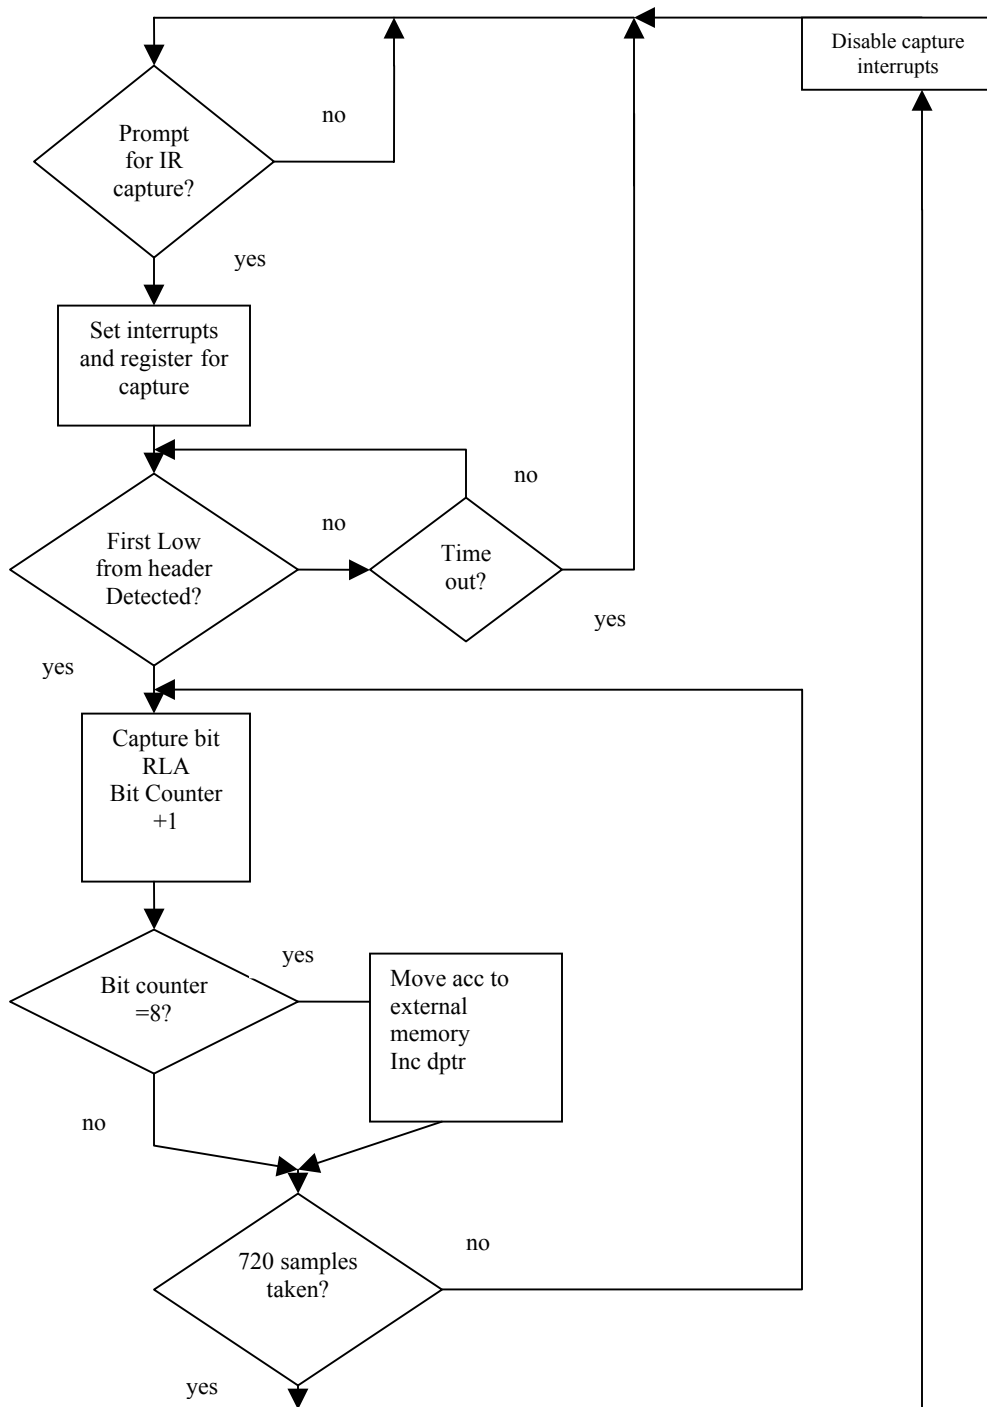 Disable capture
interrupts
no
Prompt
for IR
capture?
yes
Set interrupts
and register for
capture
no
no
First Low
from header
Detected?
Time
out?
yes
yes
Capture bit
RLA
Bit Counter
+1
yes
Bit counter
=8?
Move acc to
external
memory
Inc dptr
no
no
720 samples
taken?
yes